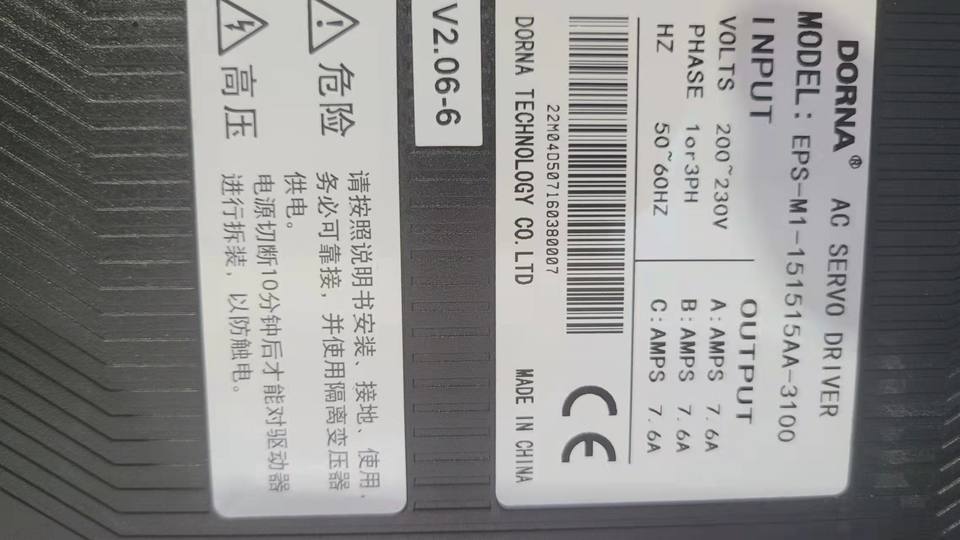 DORNA® AC SERVO DRIVER
MODEL: EPS-M1-151515AA-3100
INPUT OUTPUT
VOLTS 200~230V A:AMPS 7.6A
PHASE 1or3PH B:AMPS 7.6A
HZ 50~60HZ C:AMPS 7.6A
22M04D507160380007
CE
DORNA TECHNOLOGY CO.LTD MADE IN CHINA
V2.06-6
危险
请按照说明书安装、接地、使用,
务必可靠接,并使用隔离变压器
供电。
高压
电源切断10分钟后才能对驱动器
进行拆装,以防触电。